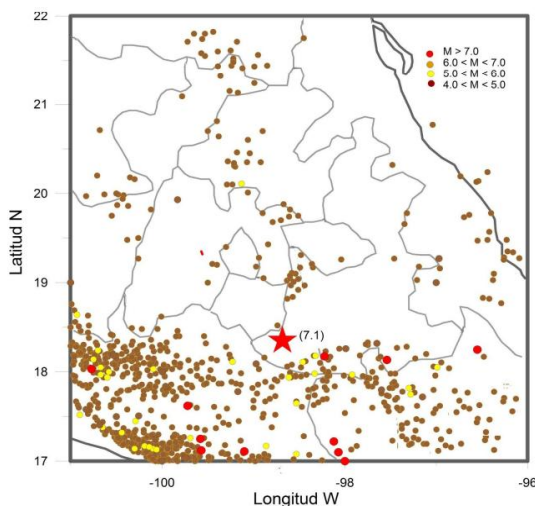 22
21
20
19
18
17
Latitud N
M > 7.0
6.0 < M < 7.0
5.0 < M < 6.0
4.0 < M < 5.0
(7.1)
-100
-98
-96
Longitud W